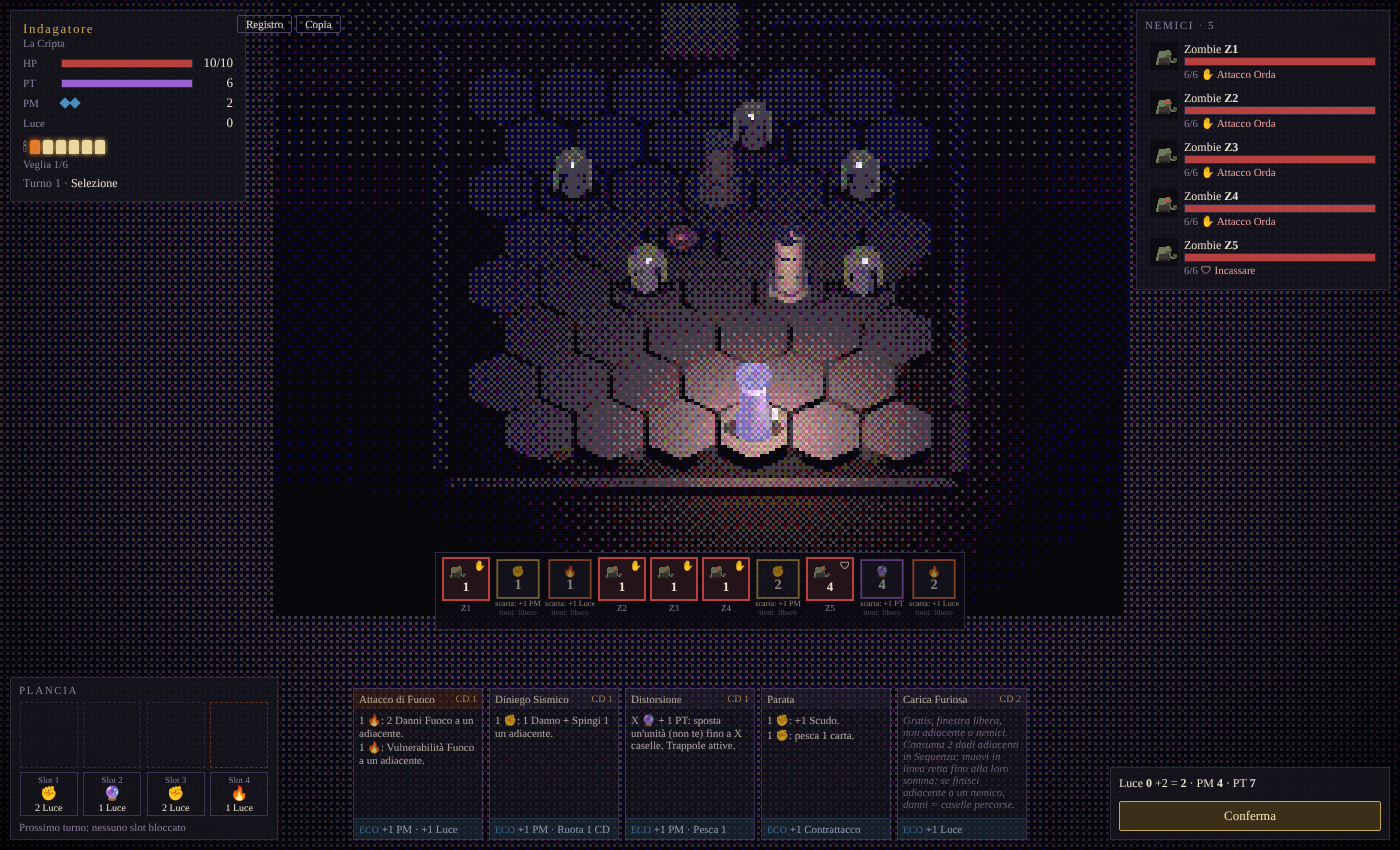 Indagatore
La Cripta
HP 10/10
PT 6
PM 2
Luce 0
Veglia 1/6
Turno 1 · Selezione
Registro
Copia
NEMICI · 5
Zombie Z1
6/6 ✋ Attacco Orda
Zombie Z2
6/6 ✋ Attacco Orda
Zombie Z3
6/6 ✋ Attacco Orda
Zombie Z4
6/6 ✋ Attacco Orda
Zombie Z5
6/6 🛡 Incassare
1 1 1 1 1 1 2 4 4 2
Z1 scarta: +1 PM scarta: +1 Luce Z2 Z3 Z4 scarta: +1 PM Z5 scarta: +1 PT scarta: +1 Luce
tieni: libero tieni: libero tieni: libero tieni: libero tieni: libero
PLANCIA
Slot 1 Slot 2 Slot 3 Slot 4
2 Luce 1 Luce 2 Luce 1 Luce
Prossimo turno: nessuno slot bloccato
Attacco di Fuoco CD 1
1 🔥: 2 Danni Fuoco a un
adiacente.
1 🔥: Vulnerabilità Fuoco
a un adiacente.
ECO +1 PM · +1 Luce
Diniego Sismico CD 1
1 ✊: 1 Danno + Spingi 1
un adiacente.
ECO +1 PM · Ruota 1 CD
Distorsione CD 1
X 🔮 + 1 PT: sposta
un'unità (non te) fino a X
caselle. Trappole attive.
ECO +1 PM · Pesca 1
Parata
1 ✊: +1 Scudo.
1 ✊: pesca 1 carta.
ECO +1 Contrattacco
Carica Furiosa CD 2
Gratis, finestra libera,
non adiacente a nemici.
Consuma 2 dadi adiacenti
in Sequenza: muovi in
linea retta fino alla loro
somma; se finisci
adiacente a un nemico,
danni = caselle percorse.
ECO +1 Luce
Luce 0 +2 = 2 · PM 4 · PT 7
Conferma